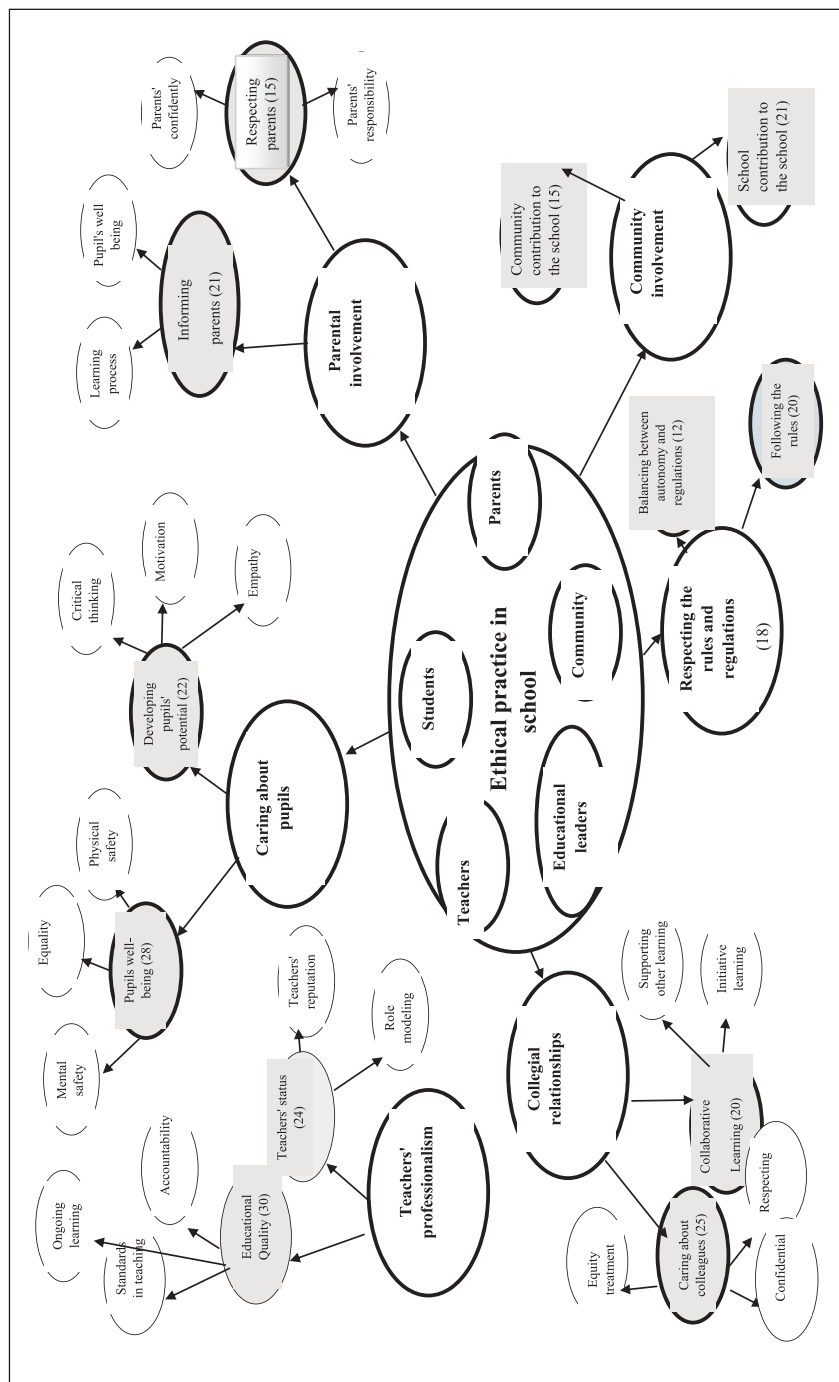 Ongoing
learning
Standards
in teaching
Accountability
Educational
Quality (30)
Teachers' status
(24)
Teachers'
reputation
Role
modeling
Teachers'
professionalism
Mental
safety
Equality
Physical
safety
Pupils well-
being (28)
Critical
thinking
Motivation
Empathy
Developing
pupils'
potential (22)
Caring about
pupils
Learning
process
Pupil's well
being
Informing
parents (21)
Parents'
confidently
Respecting
parents (15)
Parents'
responsibility
Parental
involvement
Teachers
Students
Parents
Ethical practice in
school
Educational
leaders
Community
Collegial
relationships
Equity
treatment
Caring about
colleagues (25)
Confidential
Respecting
Collaborative
Learning (20)
Supporting
other learning
Initiative
learning
Respecting the
rules and
regulations
(18)
Balancing between
autonomy and
regulations (12)
Following the
rules (20)
Community
involvement
Community
contribution to
the school (15)
School
contribution to
the school (21)